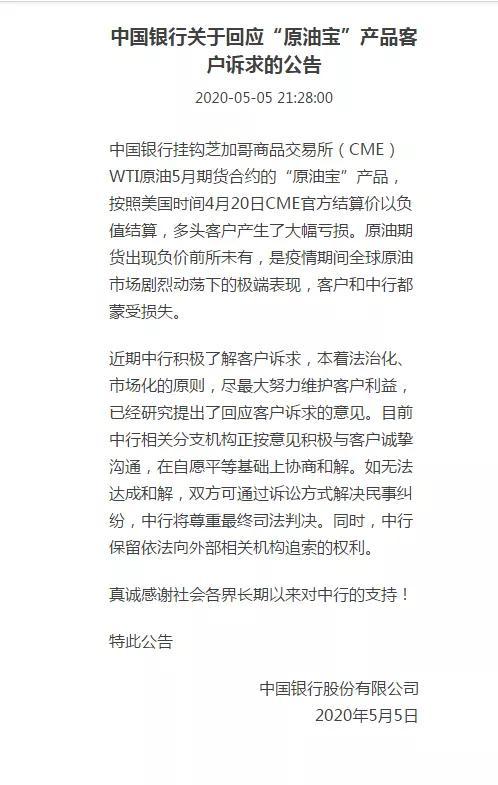 中国银行关于回应“原油宝”产品客
户诉求的公告
2020-05-05 21:28:00
中国银行挂钩芝加哥商品交易所（CME）
WTI原油5月期货合约的“原油宝”产品，
按照美国时间4月20日CME官方结算价以负
值结算，多头客户产生了大幅亏损。原油期
货出现负价前所未有，是疫情期间全球原油
市场剧烈动荡下的极端表现，客户和中行都
蒙受损失。
近期中行积极了解客户诉求，本着法治化、
市场化的原则，尽最大努力维护客户利益，
已经研究提出了回应客户诉求的意见。目前
中行相关分支机构正按意见积极与客户诚挚
沟通，在自愿平等基础上协商和解。如无法
达成和解，双方可通过诉讼方式解决民事纠
纷，中行将尊重最终司法判决。同时，中行
保留依法向外部相关机构追索的权利。
真诚感谢社会各界长期以来对中行的支持！
特此公告
中国银行股份有限公司
2020年5月5日